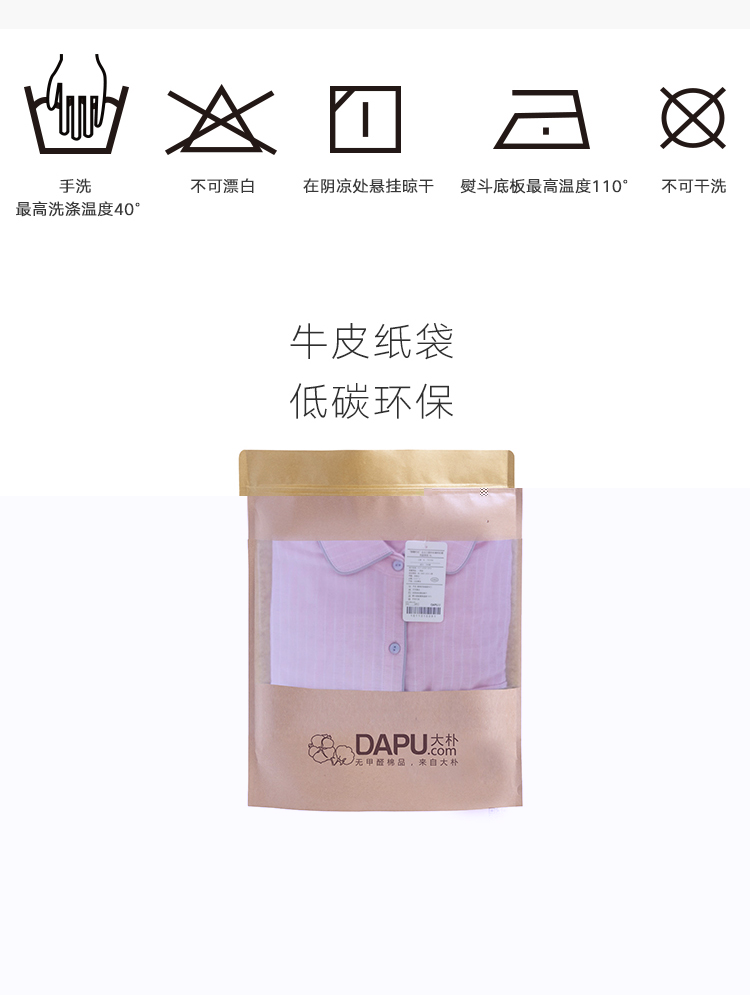 手洗
最高洗涤温度40°
不可漂白
在阴凉处悬挂晾干
熨斗底板最高温度110°
不可干洗
牛皮纸袋
低碳环保
DAPU大朴
.com
无甲醛棉品，来自大朴